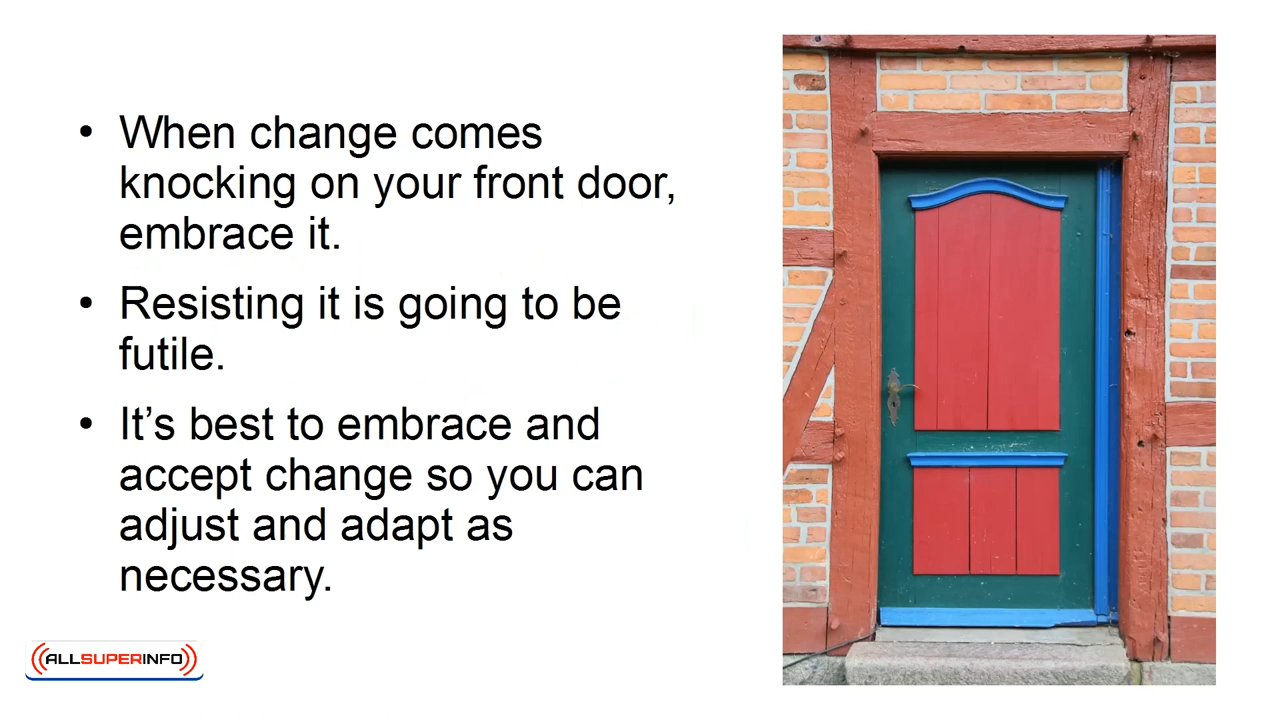 • When change comes
knocking on your front door,
embrace it.
• Resisting it is going to be
futile.
• It’s best to embrace and
accept change so you can
adjust and adapt as
necessary.
ALLSUPERINFO